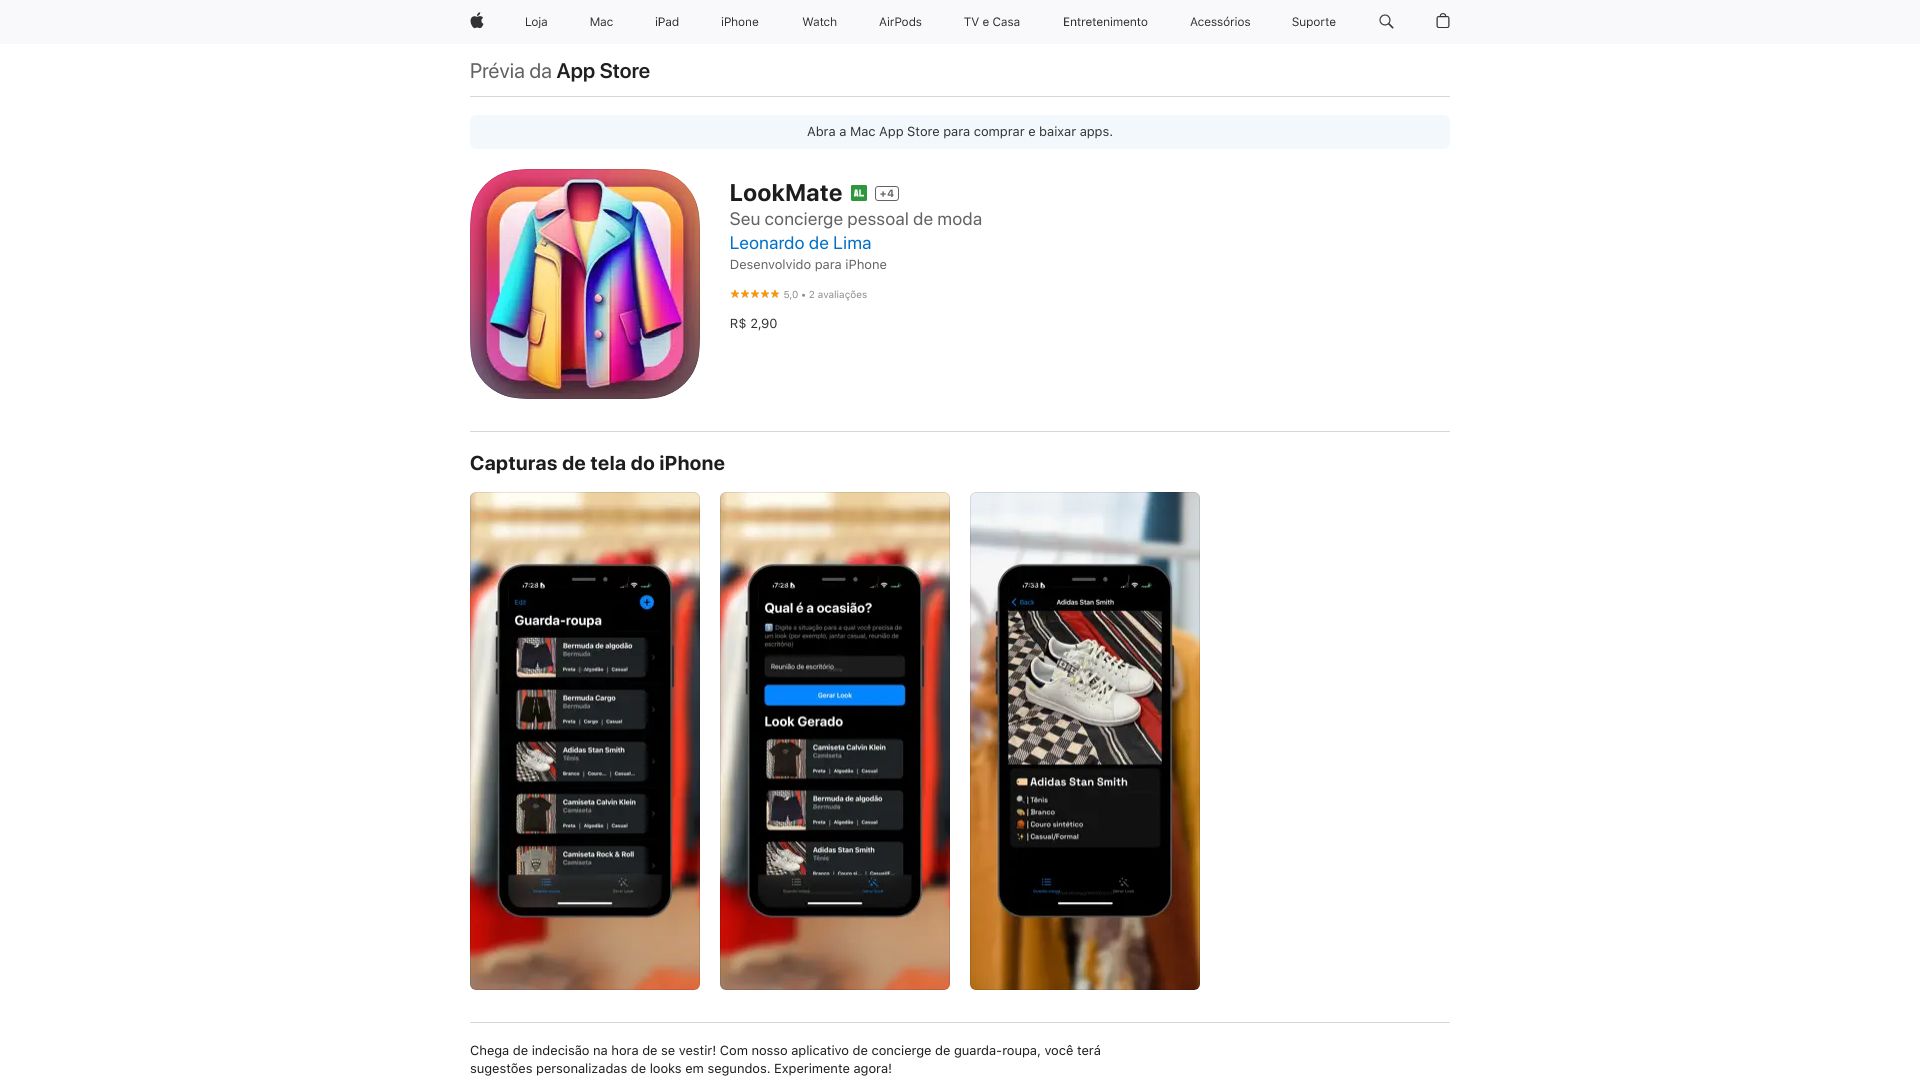 Loja Mac iPad iPhone Watch AirPods TV e Casa Entretenimento Acessórios Suporte
Prévia da App Store
Abra a Mac App Store para comprar e baixar apps.
LookMate AL +4
Seu concierge pessoal de moda
Leonardo de Lima
Desenvolvido para iPhone
★★★★★ 5,0 • 2 avaliações
R$ 2,90
Capturas de tela do iPhone
17:28
Edit
Guarda-roupa
Bermuda de algodão
Bermuda
Preta | Algodão | Casual
Bermuda Cargo
Bermuda
Preta | Cargo | Casual
Adidas Stan Smith
Tênis
Branco | Couro... | Casual...
Camiseta Calvin Klein
Camiseta
Preta | Algodão | Casual
Camiseta Rock & Roll
Camiseta
17:28
Qual é a ocasião?
Digite a situação para a qual você precisa de
um look (por exemplo, jantar casual, reunião de
escritório)
Reunião de escritório...
Gerar Look
Look Gerado
Camiseta Calvin Klein
Camiseta
Preta | Algodão | Casual
Bermuda de algodão
Bermuda
Preta | Algodão | Casual
Adidas Stan Smith
Tênis
17:33
Back Adidas Stan Smith
Adidas Stan Smith
| Tênis
| Branco
| Couro sintético
| Casual/Formal
Chega de indecisão na hora de se vestir! Com nosso aplicativo de concierge de guarda-roupa, você terá
sugestões personalizadas de looks em segundos. Experimente agora!